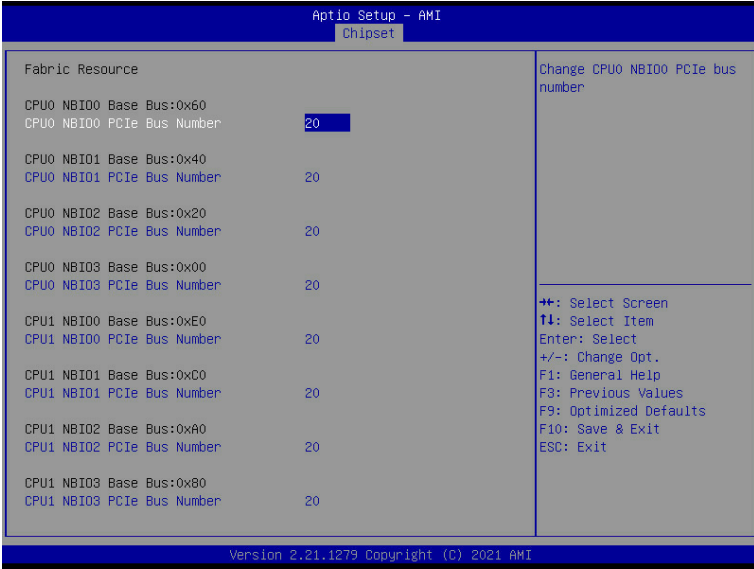 Aptio Setup – AMI
Chipset
Fabric Resource
CPU0 NBIO0 Base Bus:0x60
CPU0 NBIO0 PCIe Bus Number 20
CPU0 NBIO1 Base Bus:0x40
CPU0 NBIO1 PCIe Bus Number 20
CPU0 NBIO2 Base Bus:0x20
CPU0 NBIO2 PCIe Bus Number 20
CPU0 NBIO3 Base Bus:0x00
CPU0 NBIO3 PCIe Bus Number 20
CPU1 NBIO0 Base Bus:0xE0
CPU1 NBIO0 PCIe Bus Number 20
CPU1 NBIO1 Base Bus:0xC0
CPU1 NBIO1 PCIe Bus Number 20
CPU1 NBIO2 Base Bus:0xA0
CPU1 NBIO2 PCIe Bus Number 20
CPU1 NBIO3 Base Bus:0x80
CPU1 NBIO3 PCIe Bus Number 20
Change CPU0 NBIO0 PCIe bus
number
→←: Select Screen
↑↓: Select Item
Enter: Select
+/-: Change Opt.
F1: General Help
F3: Previous Values
F9: Optimized Defaults
F10: Save & Exit
ESC: Exit
Version 2.21.1279 Copyright (C) 2021 AMI